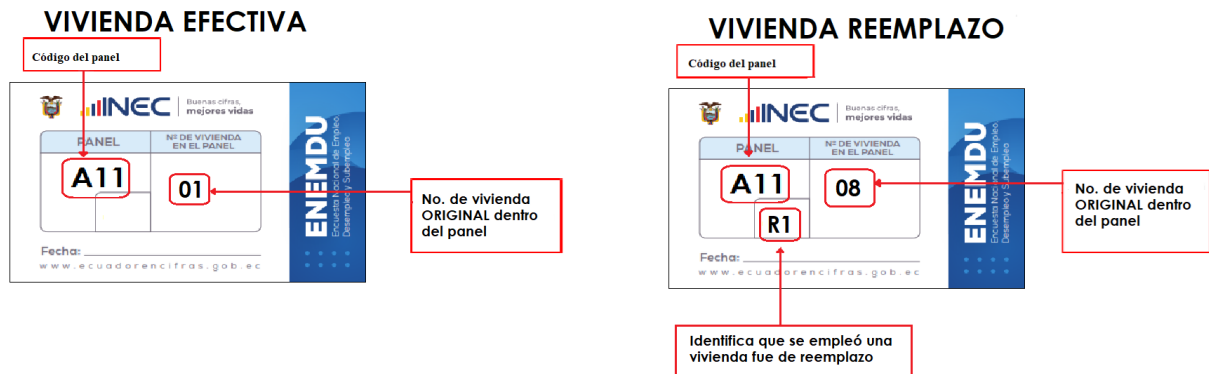 VIVIENDA EFECTIVA
Código del panel
INEC
Buenas cifras,
mejores vidas
PANEL
Nº DE VIVIENDA
EN EL PANEL
A11
01
Fecha:
www.ecuadorencifras.gob.ec
ENEMDU
Encuesta Nacional de Empleo,
Desempleo y Subempleo
No. de vivienda
ORIGINAL dentro
del panel
VIVIENDA REEMPLAZO
Código del panel
INEC
Buenas cifras,
mejores vidas
PANEL
Nº DE VIVIENDA
EN EL PANEL
A11
08
R1
Fecha:
www.ecuadorencifras.gob.ec
ENEMDU
Encuesta Nacional de Empleo,
Desempleo y Subempleo
No. de vivienda
ORIGINAL dentro
del panel
Identifica que se empleó una
vivienda fue de reemplazo